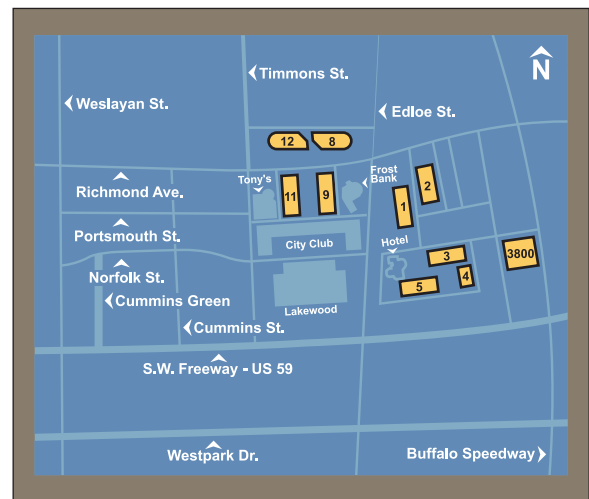 Timmons St.
N
Weslayan St.
Edloe St.
12
8
Tony's
Frost
Bank
Richmond Ave.
11
9
1
2
Portsmouth St.
City Club
Hotel
Norfolk St.
3
3800
4
5
Cummins Green
Lakewood
Cummins St.
S.W. Freeway - US 59
Westpark Dr.
Buffalo Speedway